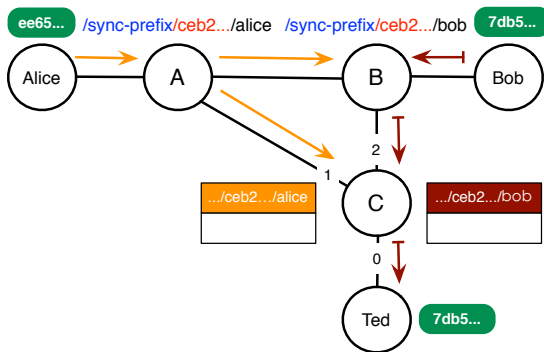 ee65...
/sync-prefix/ceb2.../alice
/sync-prefix/ceb2.../bob
7db5...
Alice
A
B
Bob
2
1
.../ceb2.../alice
C
.../ceb2.../bob
0
Ted
7db5...